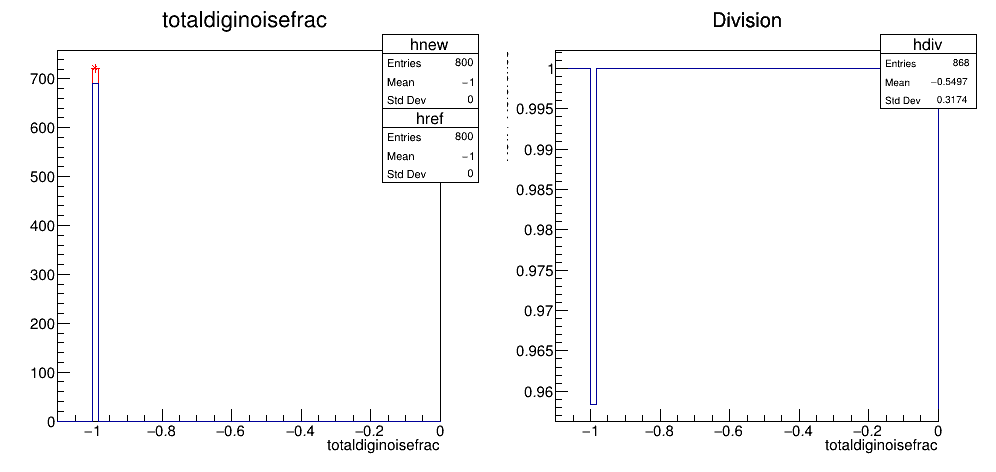 totaldiginoisefrac
hnew
Entries 800
Mean −1
Std Dev 0
href
Entries 800
Mean −1
Std Dev 0
700
600
500
400
300
200
100
0
−1 −0.8 −0.6 −0.4 −0.2 0
totaldiginoisefrac
Division
hdiv
Entries 868
Mean −0.5497
Std Dev 0.3174
1
0.995
0.99
0.985
0.98
0.975
0.97
0.965
0.96
−1 −0.8 −0.6 −0.4 −0.2 0
totaldiginoisefrac